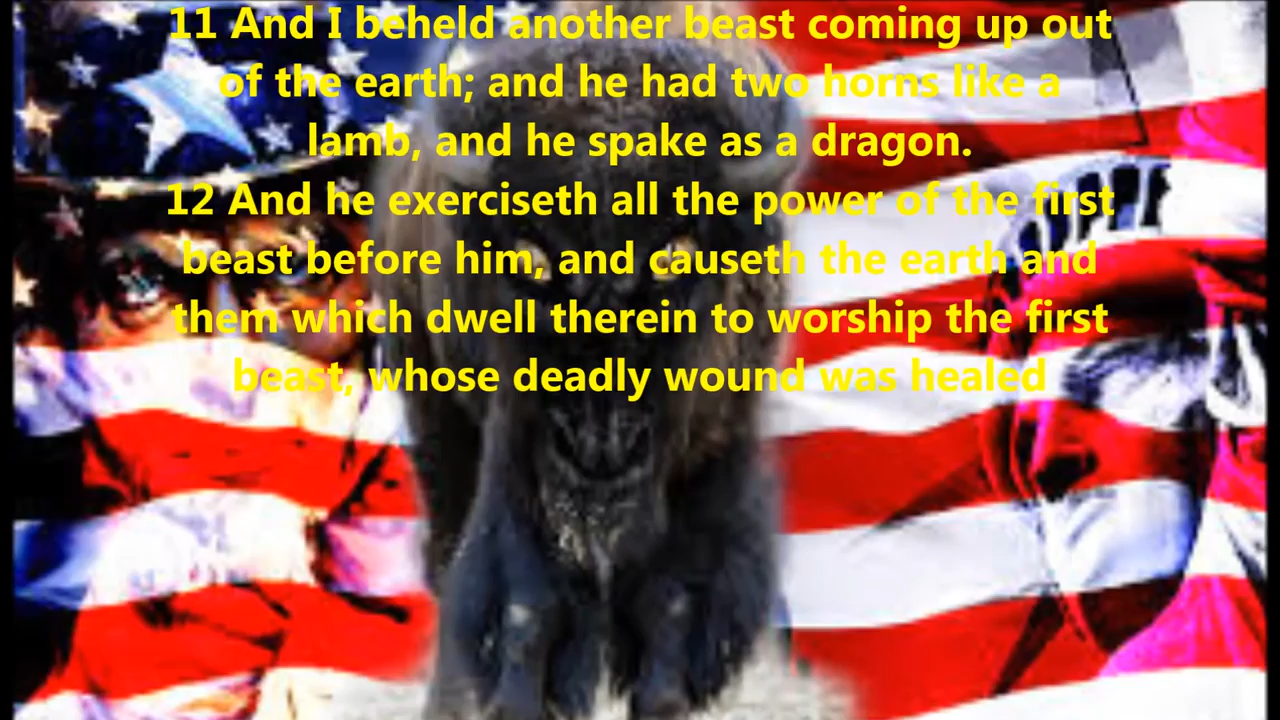 11 And I beheld another beast coming up out
of the earth; and he had two horns like a
lamb, and he spake as a dragon.
12 And he exerciseth all the power of the first
beast before him, and causeth the earth and
them which dwell therein to worship the first
beast, whose deadly wound was healed